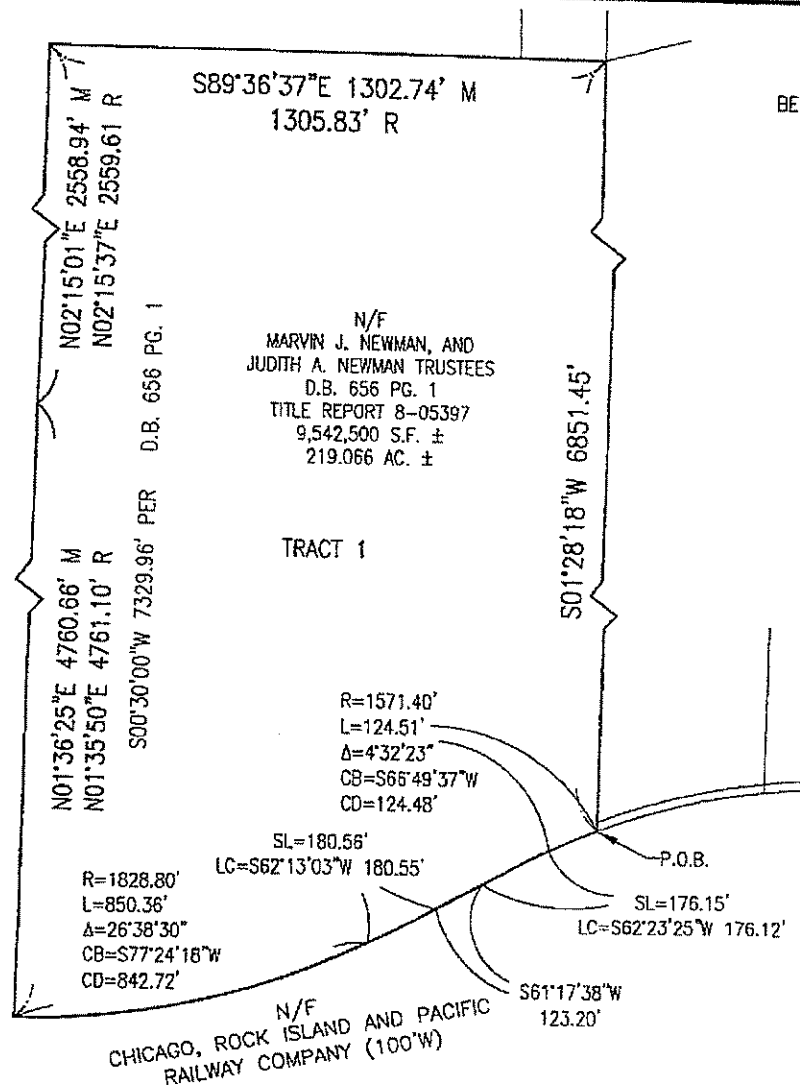 S89°36'37"E 1302.74' M
1305.83' R
BE
N02°15'01"E 2558.94' M
N02°15'37"E 2559.61 R
D.B. 656 PG. 1
N/F
MARVIN J. NEWMAN, AND
JUDITH A. NEWMAN TRUSTEES
D.B. 656 PG. 1
TITLE REPORT 8-05397
9,542,500 S.F. ±
219.066 AC. ±
S01°28'18"W 6851.45'
TRACT 1
N01°36'25"E 4760.66' M
N01°35'50"E 4761.10' R
S00°30'00"W 7329.96' PER
R=1571.40'
L=124.51'
Δ=4°32'23"
CB=S66°49'37"W
CD=124.48'
SL=180.56'
LC=S62°13'03"W 180.55'
P.O.B.
R=1828.80'
L=850.36'
Δ=26°38'30"
CB=S77°24'18"W
CD=842.72'
SL=176.15'
LC=S62°23'25"W 176.12'
S61°17'38"W
123.20'
N/F
CHICAGO, ROCK ISLAND AND PACIFIC
RAILWAY COMPANY (100'W)